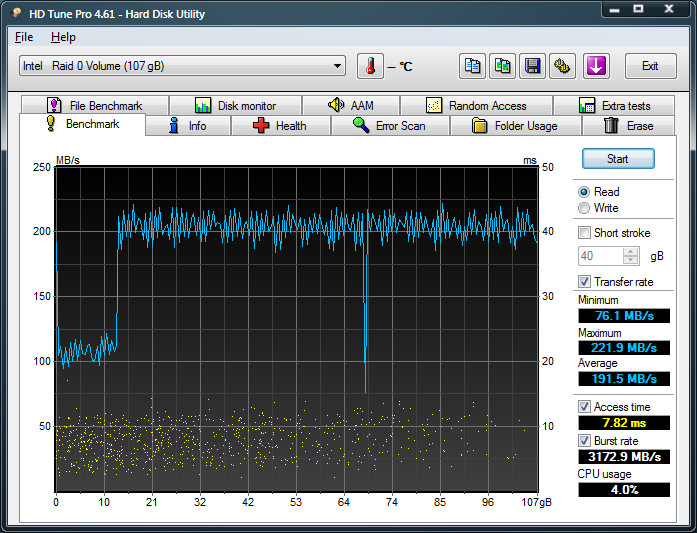 HD Tune Pro 4.61 - Hard Disk Utility
File Help
Intel Raid 0 Volume (107 gB)
– °C
Exit
File Benchmark
Disk monitor
AAM
Random Access
Extra tests
Benchmark
Info
Health
Error Scan
Folder Usage
Erase
MB/s
ms
250
200
150
100
50
50
40
30
20
10
0 10 21 32 42 53 64 74 85 96 107gB
Start
Read
Write
Short stroke
40 gB
Transfer rate
Minimum
76.1 MB/s
Maximum
221.9 MB/s
Average
191.5 MB/s
Access time
7.82 ms
Burst rate
3172.9 MB/s
CPU usage
4.0%